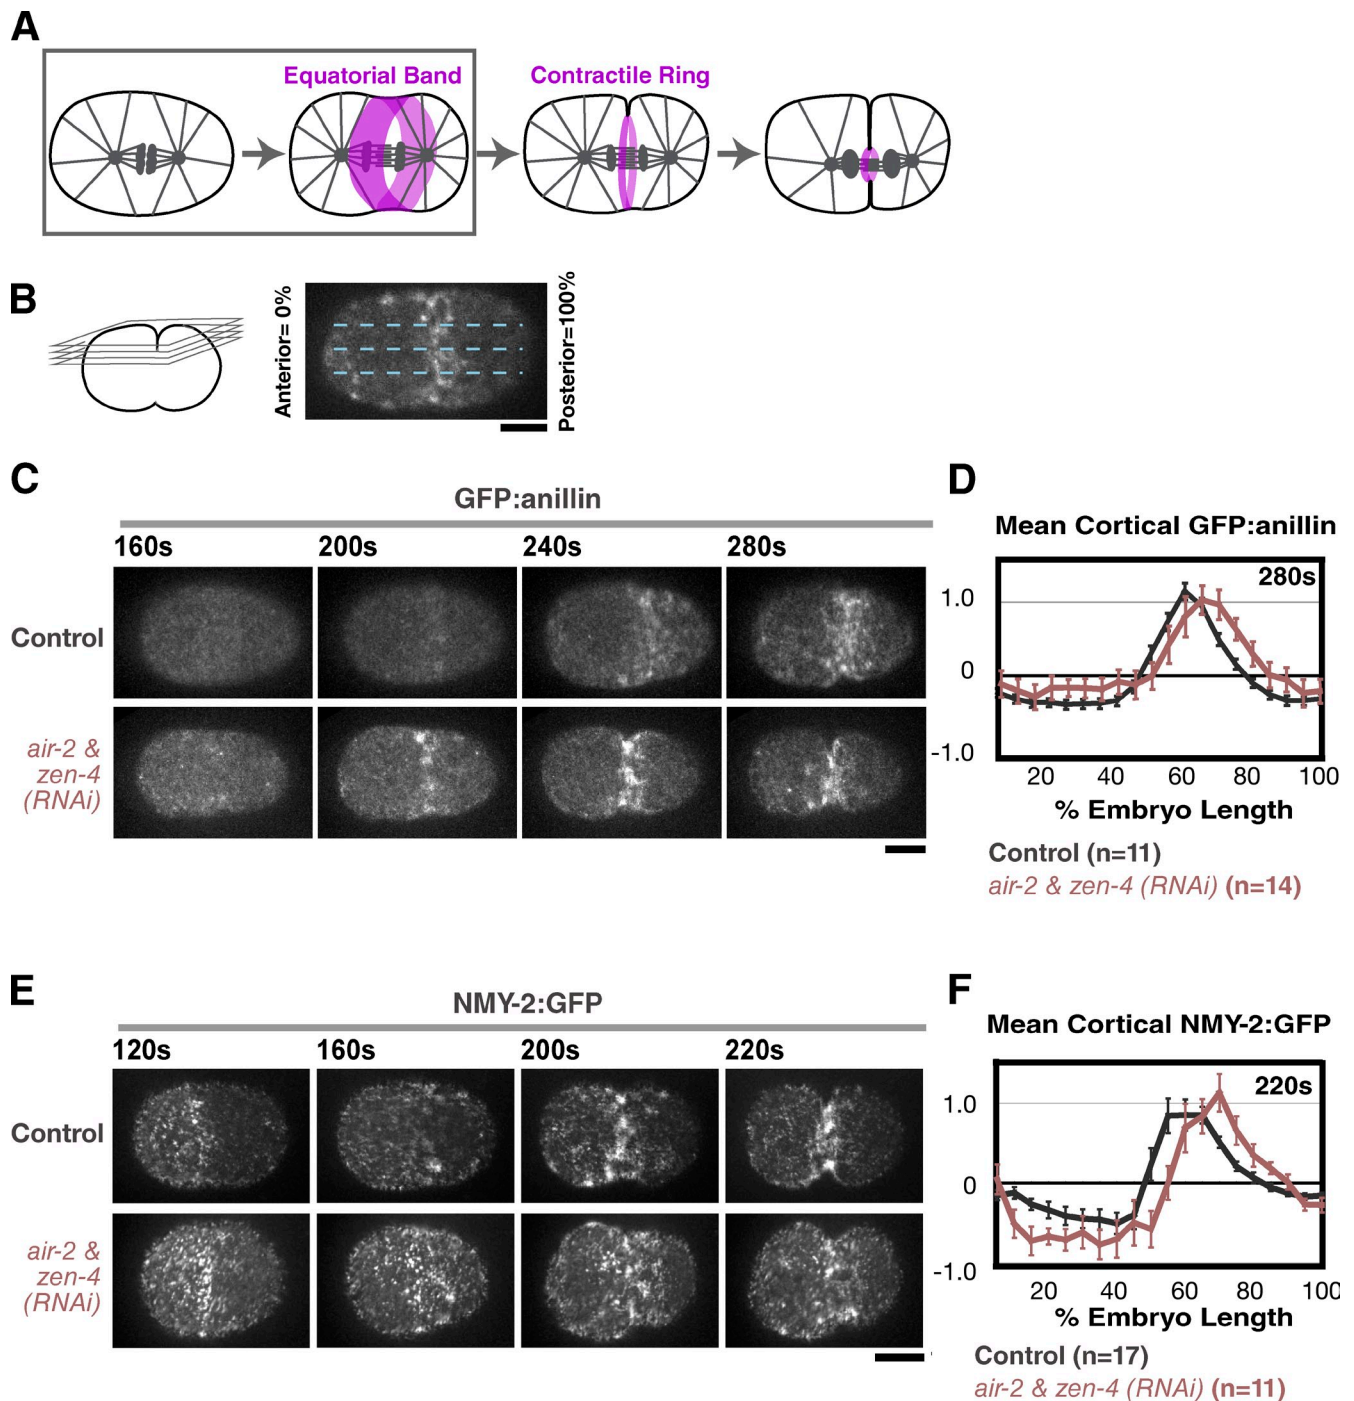 A
Equatorial Band
Contractile Ring
B
Anterior= 0%
Posterior=100%
C
GFP:anillin
160s
200s
240s
280s
Control
air-2 &
zen-4
(RNAi)
D
Mean Cortical GFP:anillin
280s
1.0
0
-1.0
20
40
60
80
100
% Embryo Length
Control (n=11)
air-2 & zen-4 (RNAi) (n=14)
E
NMY-2:GFP
120s
160s
200s
220s
Control
air-2 &
zen-4
(RNAi)
F
Mean Cortical NMY-2:GFP
220s
1.0
0
-1.0
20
40
60
80
100
% Embryo Length
Control (n=17)
air-2 & zen-4 (RNAi) (n=11)